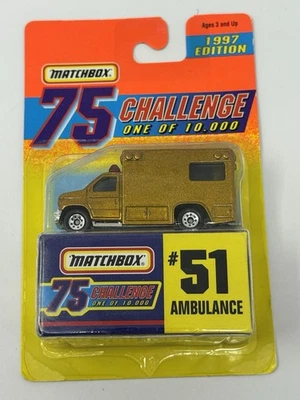 Ages 3 and Up
1997
EDITION
MATCHBOX
75 CHALLENGE
ONE OF 10,000
MATCHBOX
75 CHALLENGE
ONE OF 10,000
#51
AMBULANCE